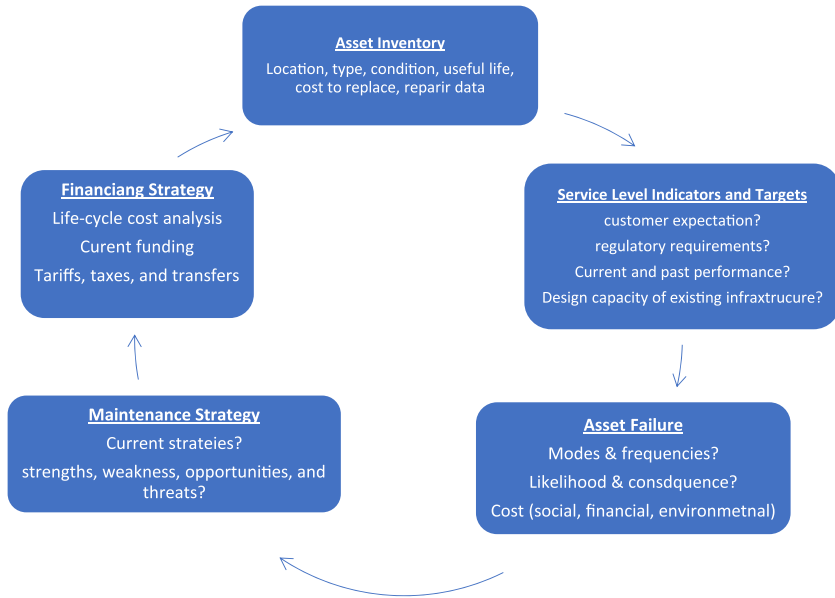 Asset Inventory
Location, type, condition, useful life,
cost to replace, reparir data
Service Level Indicators and Targets
customer expectation?
regulatory requirements?
Current and past performance?
Design capacity of existing infraxtrucure?
Asset Failure
Modes & frequencies?
Likelihood & consdquence?
Cost (social, financial, environmetnal)
Maintenance Strategy
Current strateies?
strengths, weakness, opportunities, and
threats?
Financiang Strategy
Life-cycle cost analysis
Curent funding
Tariffs, taxes, and transfers